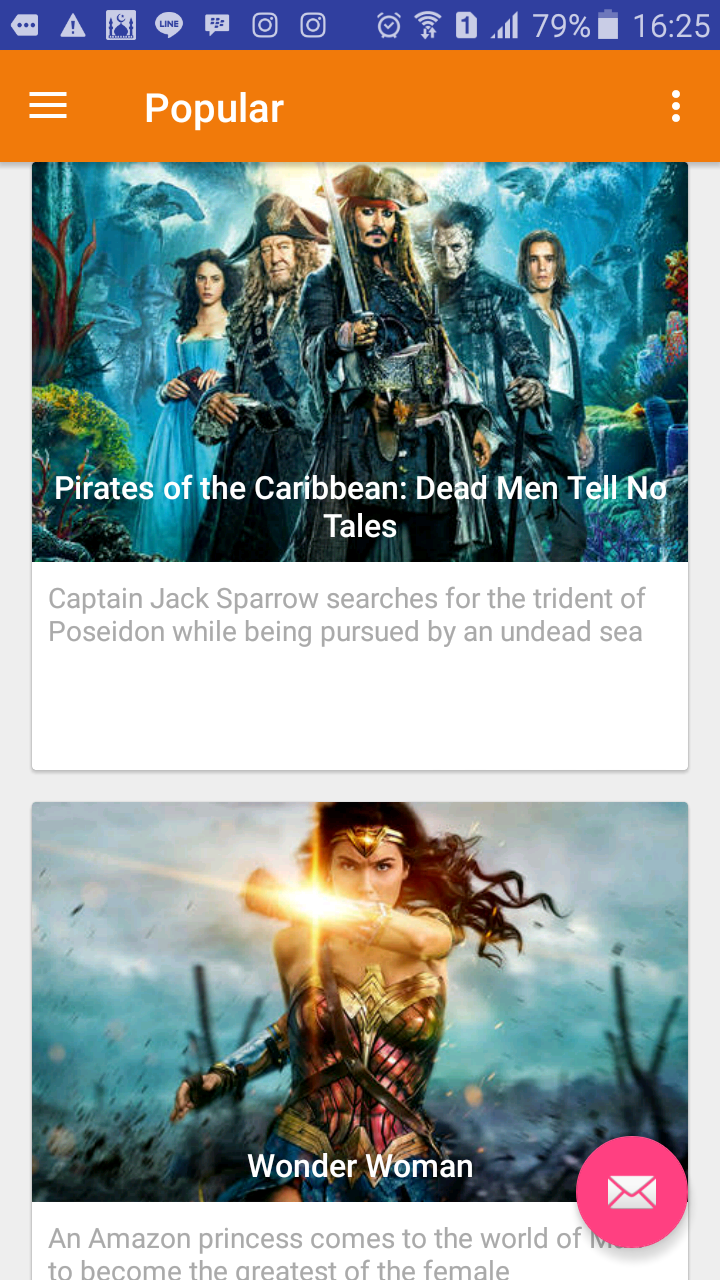 LINE
1
79%
16:25
Popular
Pirates of the Caribbean: Dead Men Tell No
Tales
Captain Jack Sparrow searches for the trident of
Poseidon while being pursued by an undead sea
Wonder Woman
An Amazon princess comes to the world of
to become the greatest of the female